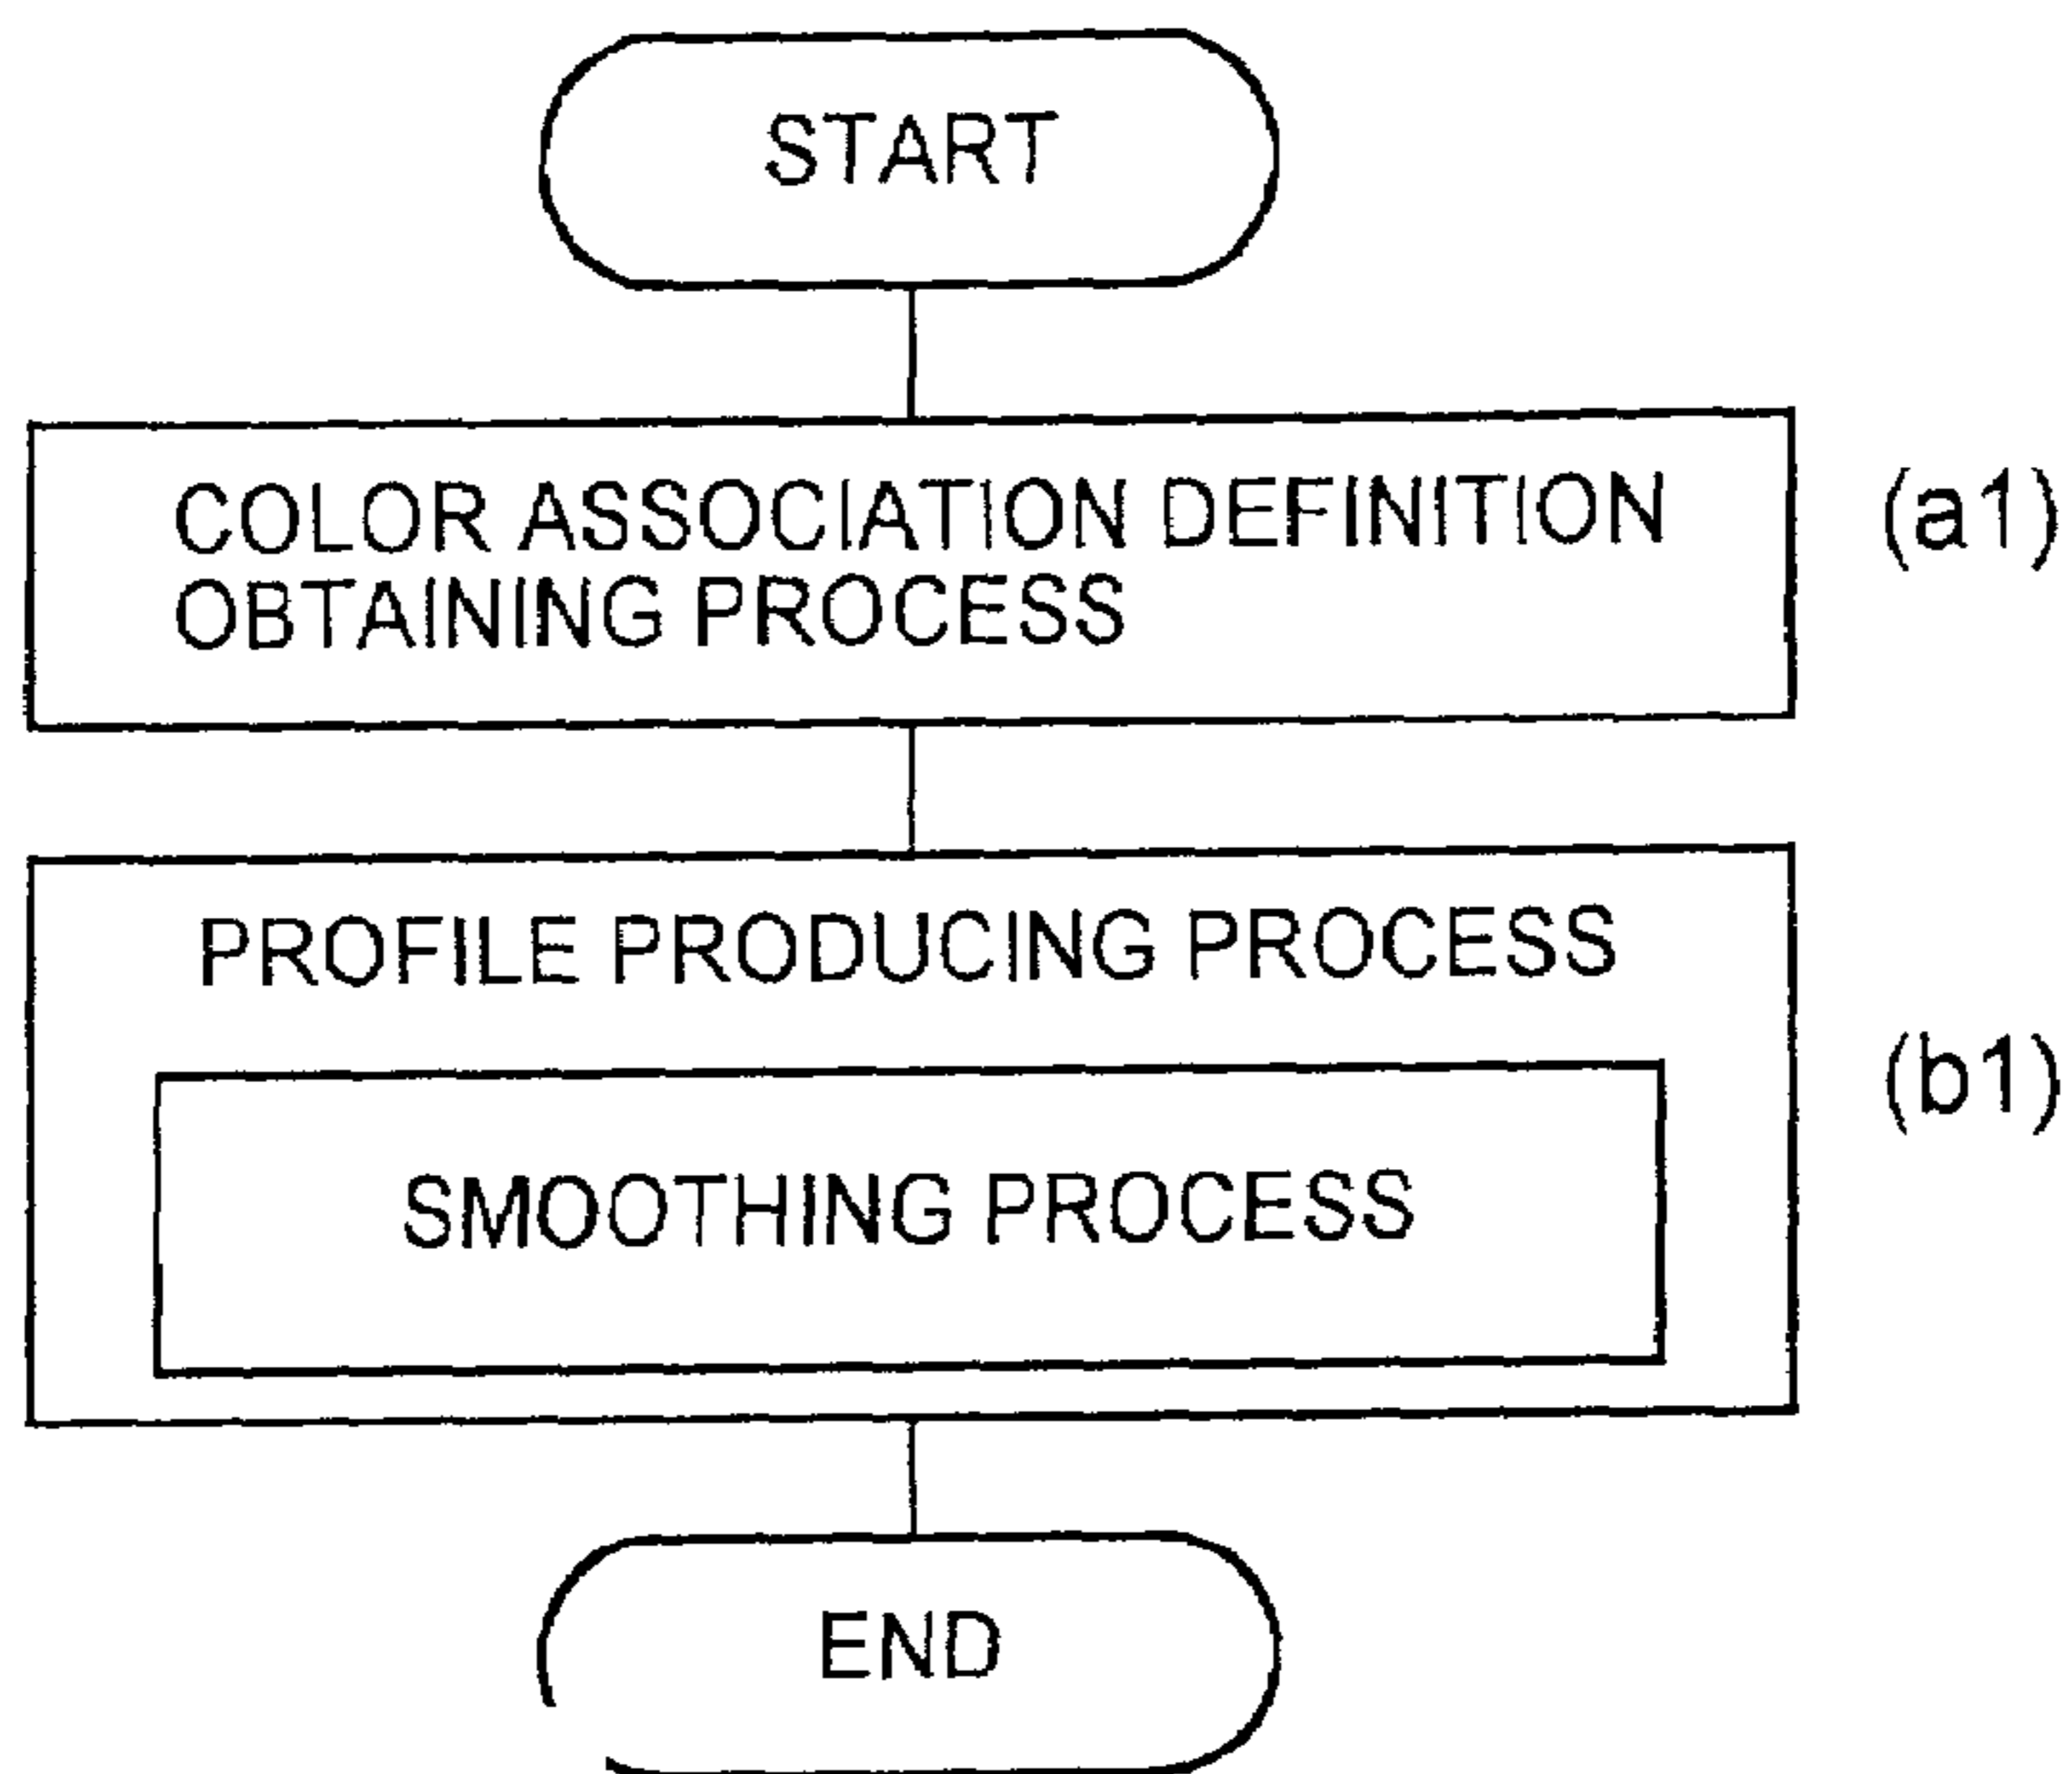 START
COLOR ASSOCIATION DEFINITION
OBTAINING PROCESS
(a1)
PROFILE PRODUCING PROCESS
(b1)
SMOOTHING PROCESS
END